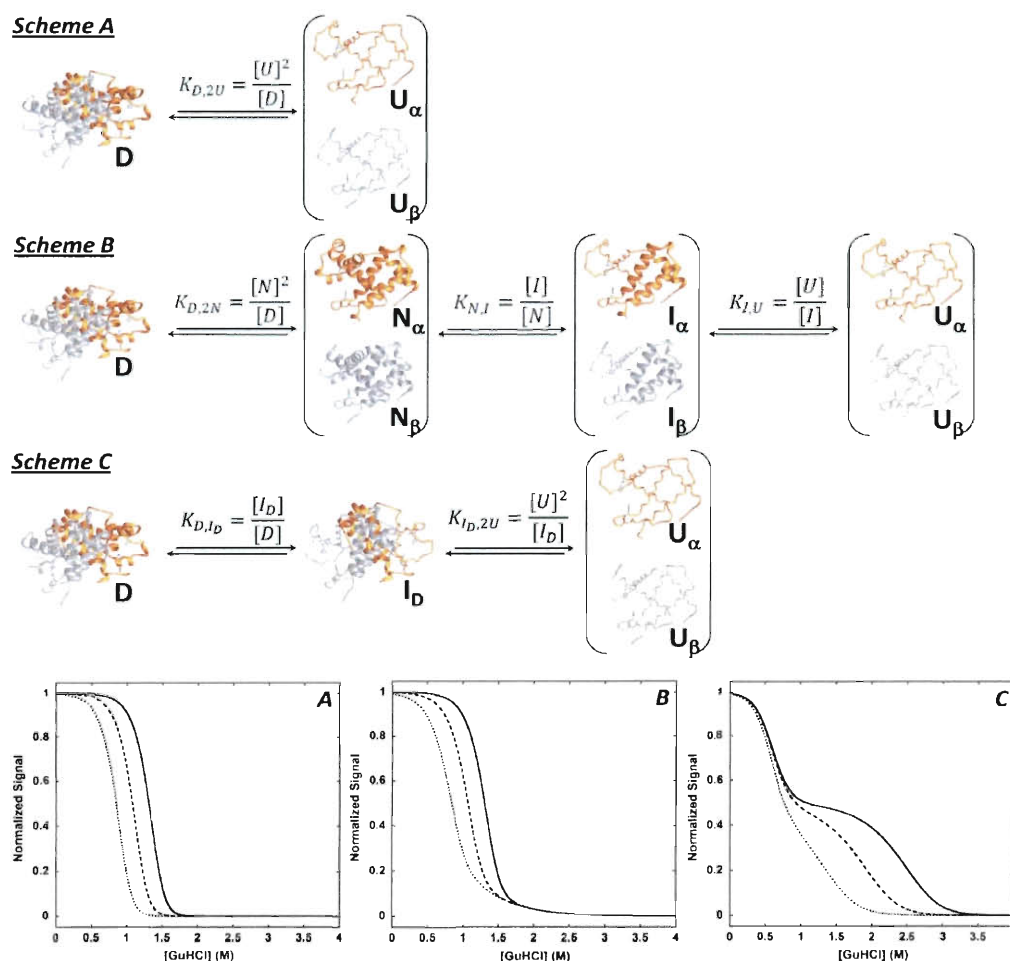 Scheme A
K_{D,2U} = [U]^2 / [D]
D
U_α
U_β
Scheme B
K_{D,2N} = [N]^2 / [D]
K_{N,I} = [I] / [N]
K_{I,U} = [U] / [I]
D
N_α
I_α
U_α
N_β
I_β
U_β
Scheme C
K_{D,I_D} = [I_D] / [D]
K_{I_D,2U} = [U]^2 / [I_D]
D
I_D
U_α
U_β
A
Normalized Signal
1
0.8
0.6
0.4
0.2
0
0 0.5 1 1.5 2 2.5 3 3.5 4
[GuHCl] (M)
B
Normalized Signal
1
0.8
0.6
0.4
0.2
0
0 0.5 1 1.5 2 2.5 3 3.5 4
[GuHCl] (M)
C
Normalized Signal
1
0.8
0.6
0.4
0.2
0
0 0.5 1 1.5 2 2.5 3 3.5 4
[GuHCl] (M)